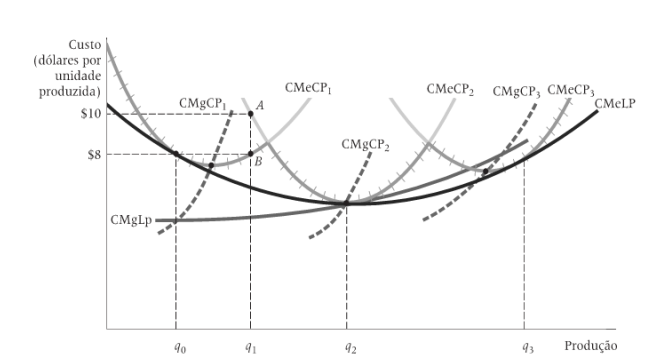 Custo
(dólares por
unidade
produzida)
CMgCP1
CMeCP1
CMeCP2
CMgCP3
CMeCP3
CMeLP
$10
A
CMgCP2
$8
B
CMgLp
q0
q1
q2
q3
Produção